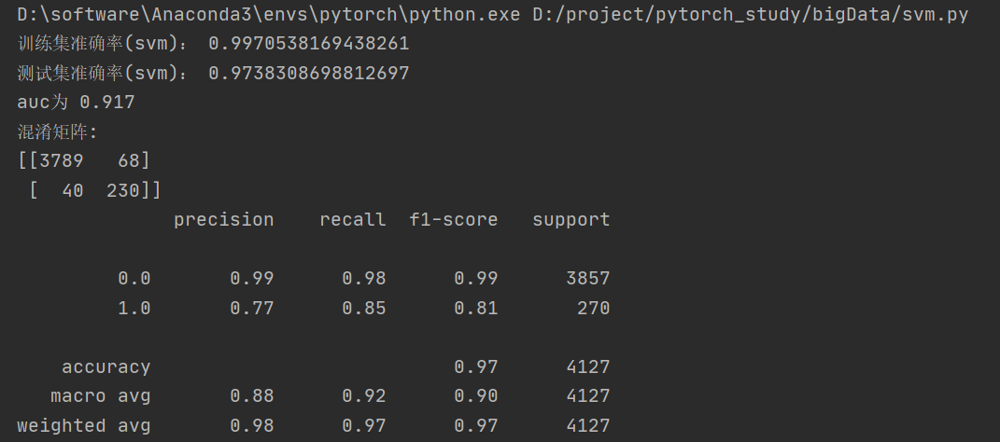 D:\software\Anaconda3\envs\pytorch\python.exe D:/project/pytorch_study/bigData/svm.py
训练集准确率(svm)： 0.9970538169438261
测试集准确率(svm)： 0.9738308698812697
auc为 0.917
混淆矩阵:
[[3789   68]
 [  40  230]]
              precision    recall  f1-score   support
         0.0       0.99      0.98      0.99      3857
         1.0       0.77      0.85      0.81       270
    accuracy                           0.97      4127
   macro avg       0.88      0.92      0.90      4127
weighted avg       0.98      0.97      0.97      4127